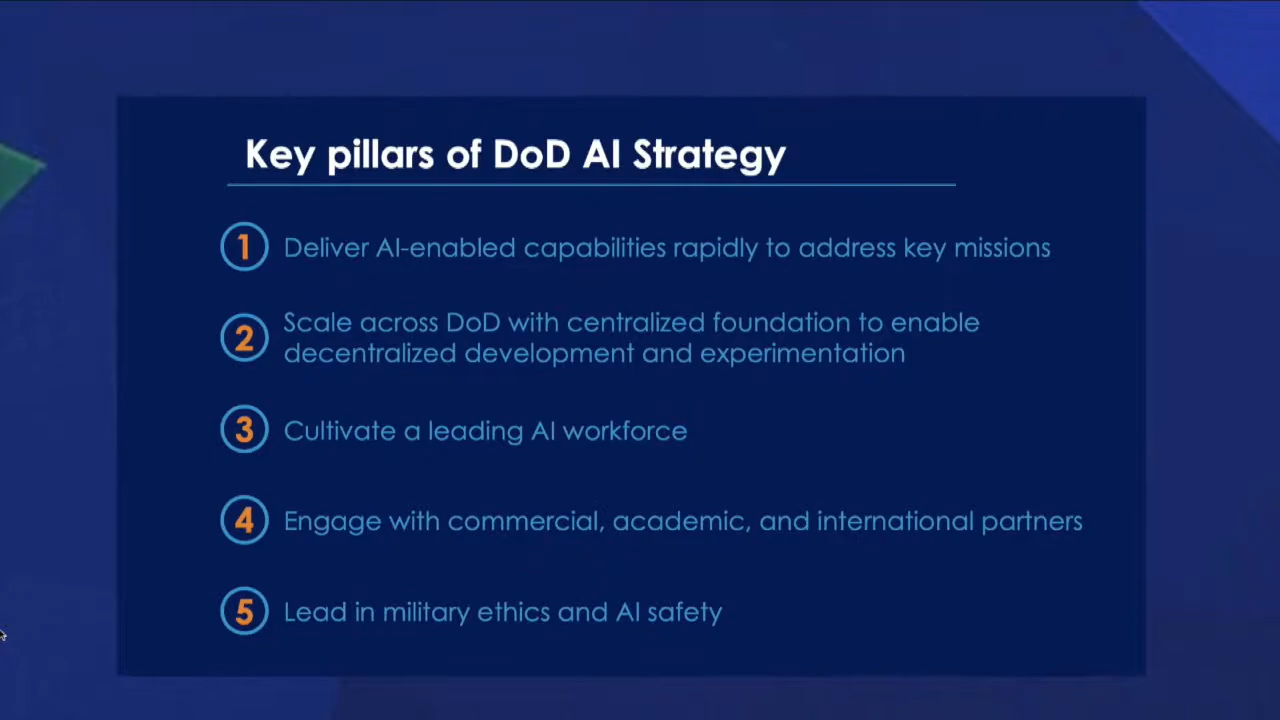 Key pillars of DoD AI Strategy
1 Deliver AI-enabled capabilities rapidly to address key missions
2 Scale across DoD with centralized foundation to enable
decentralized development and experimentation
3 Cultivate a leading AI workforce
4 Engage with commercial, academic, and international partners
5 Lead in military ethics and AI safety